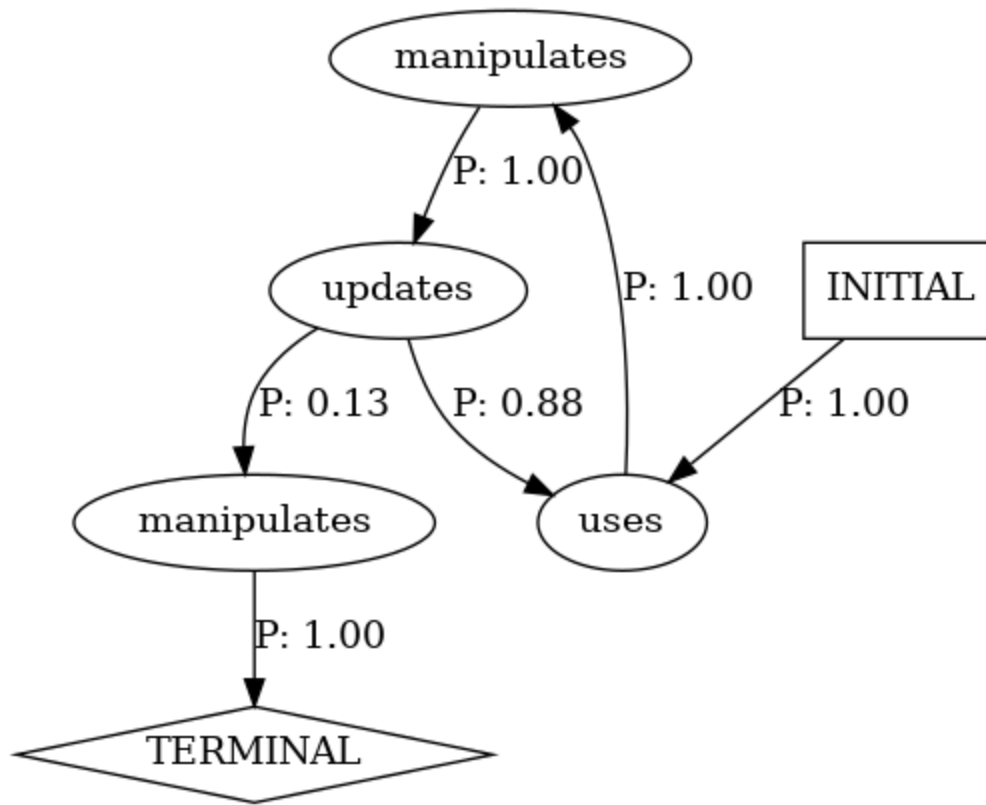 manipulates
P: 1.00
updates
P: 1.00
INITIAL
P: 0.13
P: 0.88
P: 1.00
manipulates
uses
P: 1.00
TERMINAL